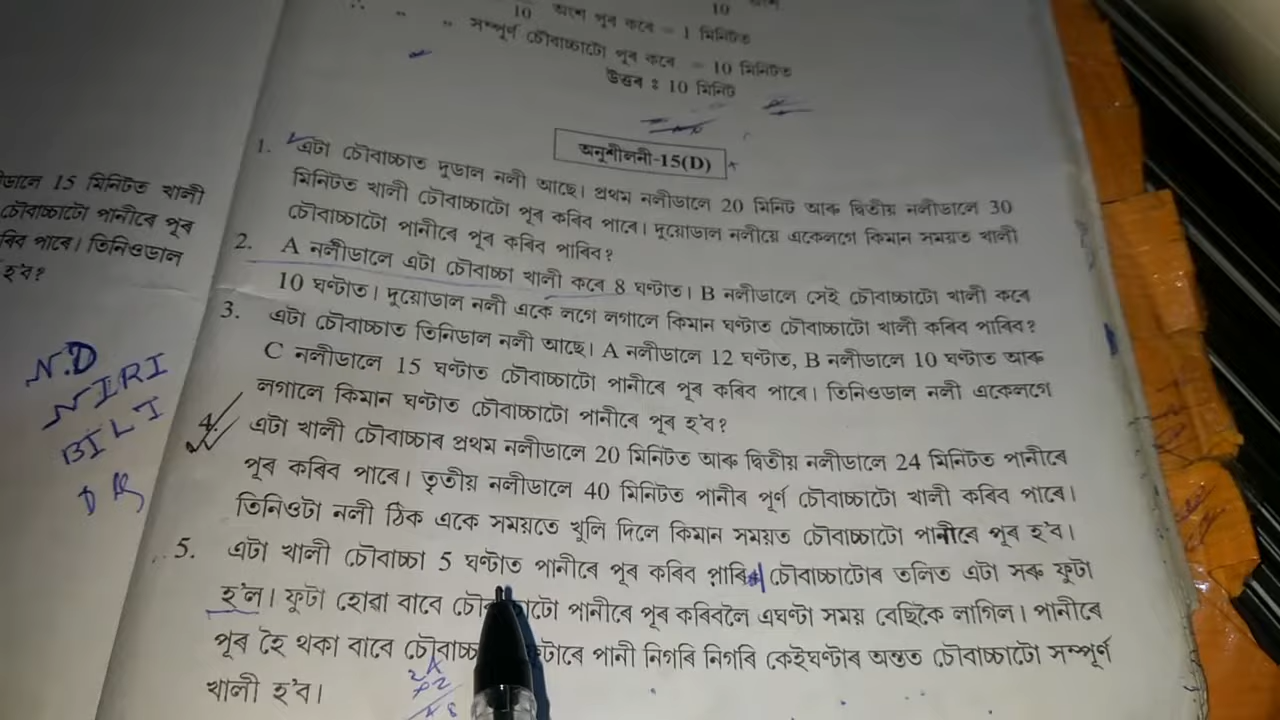 10 অংশ পূৰ কৰে = 1 মিনিটত
10
" " সম্পূৰ্ণ চৌবাচ্চাটো পূৰ কৰে = 10 মিনিটত
উত্তৰ : 10 মিনিট
অনুশীলনী-15(D)
1. এটা চৌবাচ্চাত দুডাল নলী আছে। প্ৰথম নলীডালে 20 মিনিট আৰু দ্বিতীয় নলীডালে 30
মিনিটত খালী চৌবাচ্চাটো পূৰ কৰিব পাৰে। দুয়োডাল নলীয়ে একেলগে কিমান সময়ত খালী
চৌবাচ্চাটো পানীৰে পূৰ কৰিব পাৰিব?
2. A নলীডালে এটা চৌবাচ্চা খালী কৰে 8 ঘণ্টাত। B নলীডালে সেই চৌবাচ্চাটো খালী কৰে
10 ঘণ্টাত। দুয়োডাল নলী একে লগে লগালে কিমান ঘণ্টাত চৌবাচ্চাটো খালী কৰিব পাৰিব?
3. এটা চৌবাচ্চাত তিনিডাল নলী আছে। A নলীডালে 12 ঘণ্টাত, B নলীডালে 10 ঘণ্টাত আৰু
C নলীডালে 15 ঘণ্টাত চৌবাচ্চাটো পানীৰে পূৰ কৰিব পাৰে। তিনিওডাল নলী একেলগে
লগালে কিমান ঘণ্টাত চৌবাচ্চাটো পানীৰে পূৰ হ'ব?
4. এটা খালী চৌবাচ্চাৰ প্ৰথম নলীডালে 20 মিনিটত আৰু দ্বিতীয় নলীডালে 24 মিনিটত পানীৰে
পূৰ কৰিব পাৰে। তৃতীয় নলীডালে 40 মিনিটত পানীৰ পূৰ্ণ চৌবাচ্চাটো খালী কৰিব পাৰে।
তিনিওটা নলী ঠিক একে সময়তে খুলি দিলে কিমান সময়ত চৌবাচ্চাটো পানীৰে পূৰ হ'ব।
5. এটা খালী চৌবাচ্চা 5 ঘণ্টাত পানীৰে পূৰ কৰিব পাৰি। চৌবাচ্চাটোৰ তলিত এটা সৰু ফুটা
হ'ল। ফুটা হোৱা বাবে পানীৰে পূৰ কৰিবলৈ এঘণ্টা সময় বেছিকৈ লাগিল। পানীৰে
পূৰ হৈ থকা বাবে পানী নিগৰি নিগৰি কেইঘণ্টাৰ অন্তত চৌবাচ্চাটো সম্পূৰ্ণ
খালী হ'ব।
15 মিনিটত খালী
চৌবাচ্চাটো পানীৰে পূৰ
পাৰে। তিনিওডাল
হ'ব?
N.D
NIRI
BILI